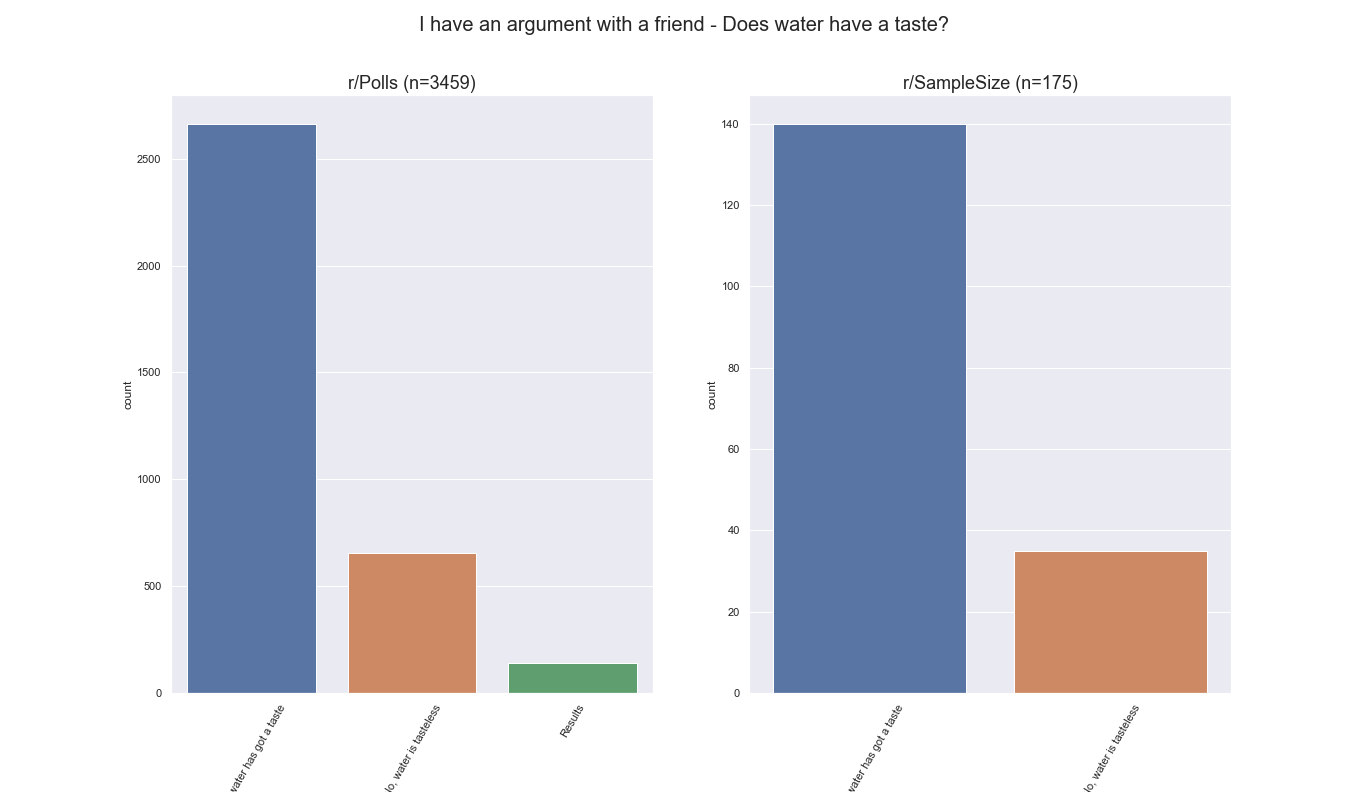 I have an argument with a friend - Does water have a taste?
r/Polls (n=3459)
2500
2000
1500
1000
500
0
count
water has got a taste
lo, water is tasteless
Results
r/SampleSize (n=175)
140
120
100
80
60
40
20
0
count
water has got a taste
lo, water is tasteless